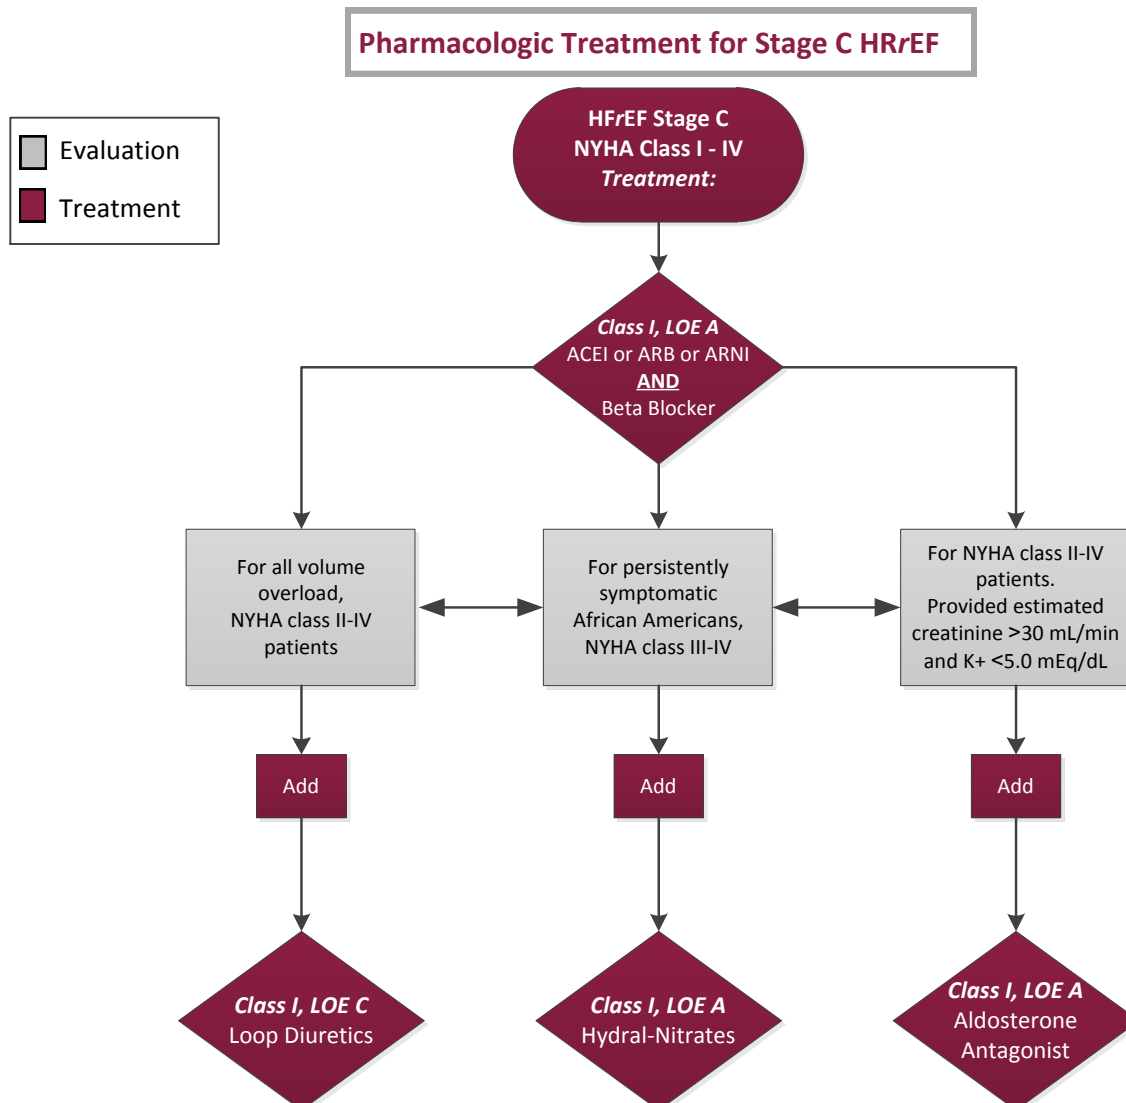 Pharmacologic Treatment for Stage C HRrEF
Evaluation
Treatment
HFrEF Stage C
NYHA Class I - IV
Treatment:
Class I, LOE A
ACEI or ARB or ARNI
AND
Beta Blocker
For all volume
overload,
NYHA class II-IV
patients
For persistently
symptomatic
African Americans,
NYHA class III-IV
For NYHA class II-IV
patients.
Provided estimated
creatinine >30 mL/min
and K+ <5.0 mEq/dL
Add
Add
Add
Class I, LOE C
Loop Diuretics
Class I, LOE A
Hydral-Nitrates
Class I, LOE A
Aldosterone
Antagonist